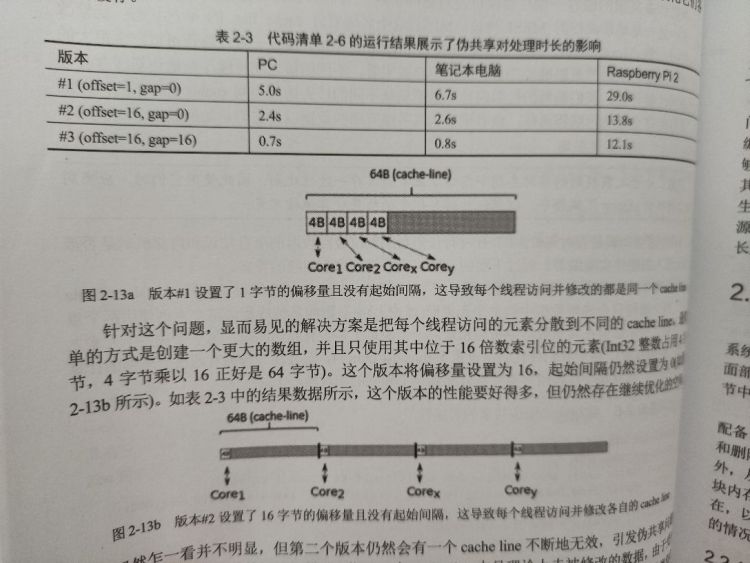 表 2-3 代码清单 2-6 的运行结果展示了伪共享对处理时长的影响
版本 PC 笔记本电脑 Raspberry Pi 2
#1 (offset=1, gap=0) 5.0s 6.7s 29.0s
#2 (offset=16, gap=0) 2.4s 2.6s 13.8s
#3 (offset=16, gap=16) 0.7s 0.8s 12.1s
64B (cache-line)
4B 4B 4B 4B
Core1 Core2 Corex Corey
图 2-13a 版本#1 设置了 1 字节的偏移量且没有起始间隔，这导致每个线程访问并修改的都是同一个cache line
针对这个问题，显而易见的解决方案是把每个线程访问的元素分散到不同的 cache line。最
单的方式是创建一个更大的数组，并且只使用其中位于 16 倍数索引位的元素(Int32 整数占用 4
节，4 字节乘以 16 正好是 64 字节)。这个版本将偏移量设置为 16，起始间隔仍然设置为 0(如
2-13b 所示)。如表 2-3 中的结果数据所示，这个版本的性能要好得多，但仍然存在继续优化的空间。
64B (cache-line)
Core1 Core2 Corex Corey
图 2-13b 版本#2 设置了 16 字节的偏移量且没有起始间隔，这导致每个线程访问并修改各自的 cache line
然乍一看并不明显，但第二个版本仍然会有一个 cache line 不断地无效，引发伪共享
被修改的数据，由于
2.
系统
面部
节中
配备
和删除
外，
块内存
在，以
的情况